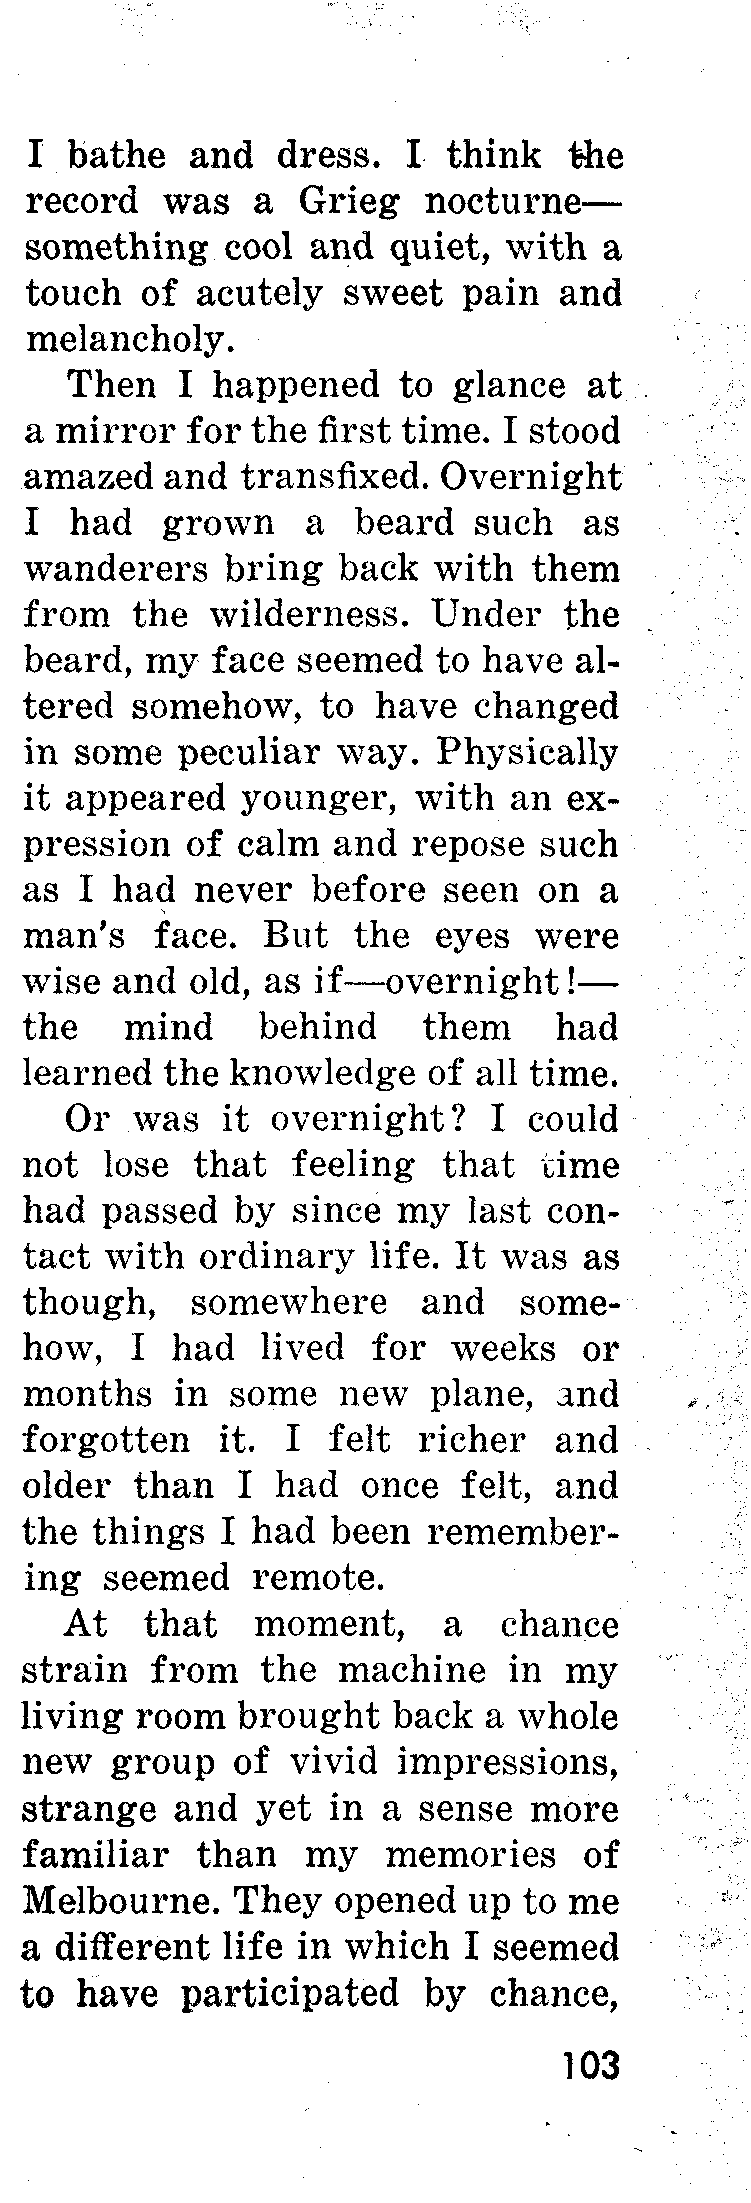 I bathe and dress. I think the
record was a Grieg nocturne—
something cool and quiet, with a
touch of acutely sweet pain and
melancholy.
Then I happened to glance at
a mirror for the first time. I stood
amazed and transfixed. Overnight
I had grown a beard such as
wanderers bring back with them
from the wilderness. Under the
beard, my face seemed to have al-
tered somehow, to have changed
in some peculiar way. Physically
it appeared younger, with an ex-
pression of calm and repose such
as I had never before seen on a
man's face. But the eyes were
wise and old, as if—overnight!—
the mind behind them had
learned the knowledge of all time.
Or was it overnight? I could
not lose that feeling that time
had passed by since my last con-
tact with ordinary life. It was as
though, somewhere and some-
how, I had lived for weeks or
months in some new plane, and
forgotten it. I felt richer and
older than I had once felt, and
the things I had been remember-
ing seemed remote.
At that moment, a chance
strain from the machine in my
living room brought back a whole
new group of vivid impressions,
strange and yet in a sense more
familiar than my memories of
Melbourne. They opened up to me
a different life in which I seemed
to have participated by chance,
103